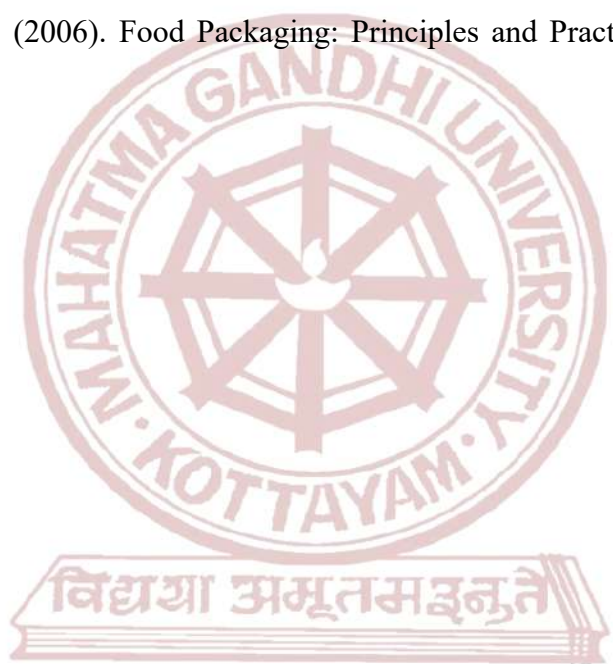 (2006). Food Packaging: Principles and Pract
MAHATMA GANDHI UNIVERSITY
KOTTAYAM
विद्यया अमृतमश्नुते